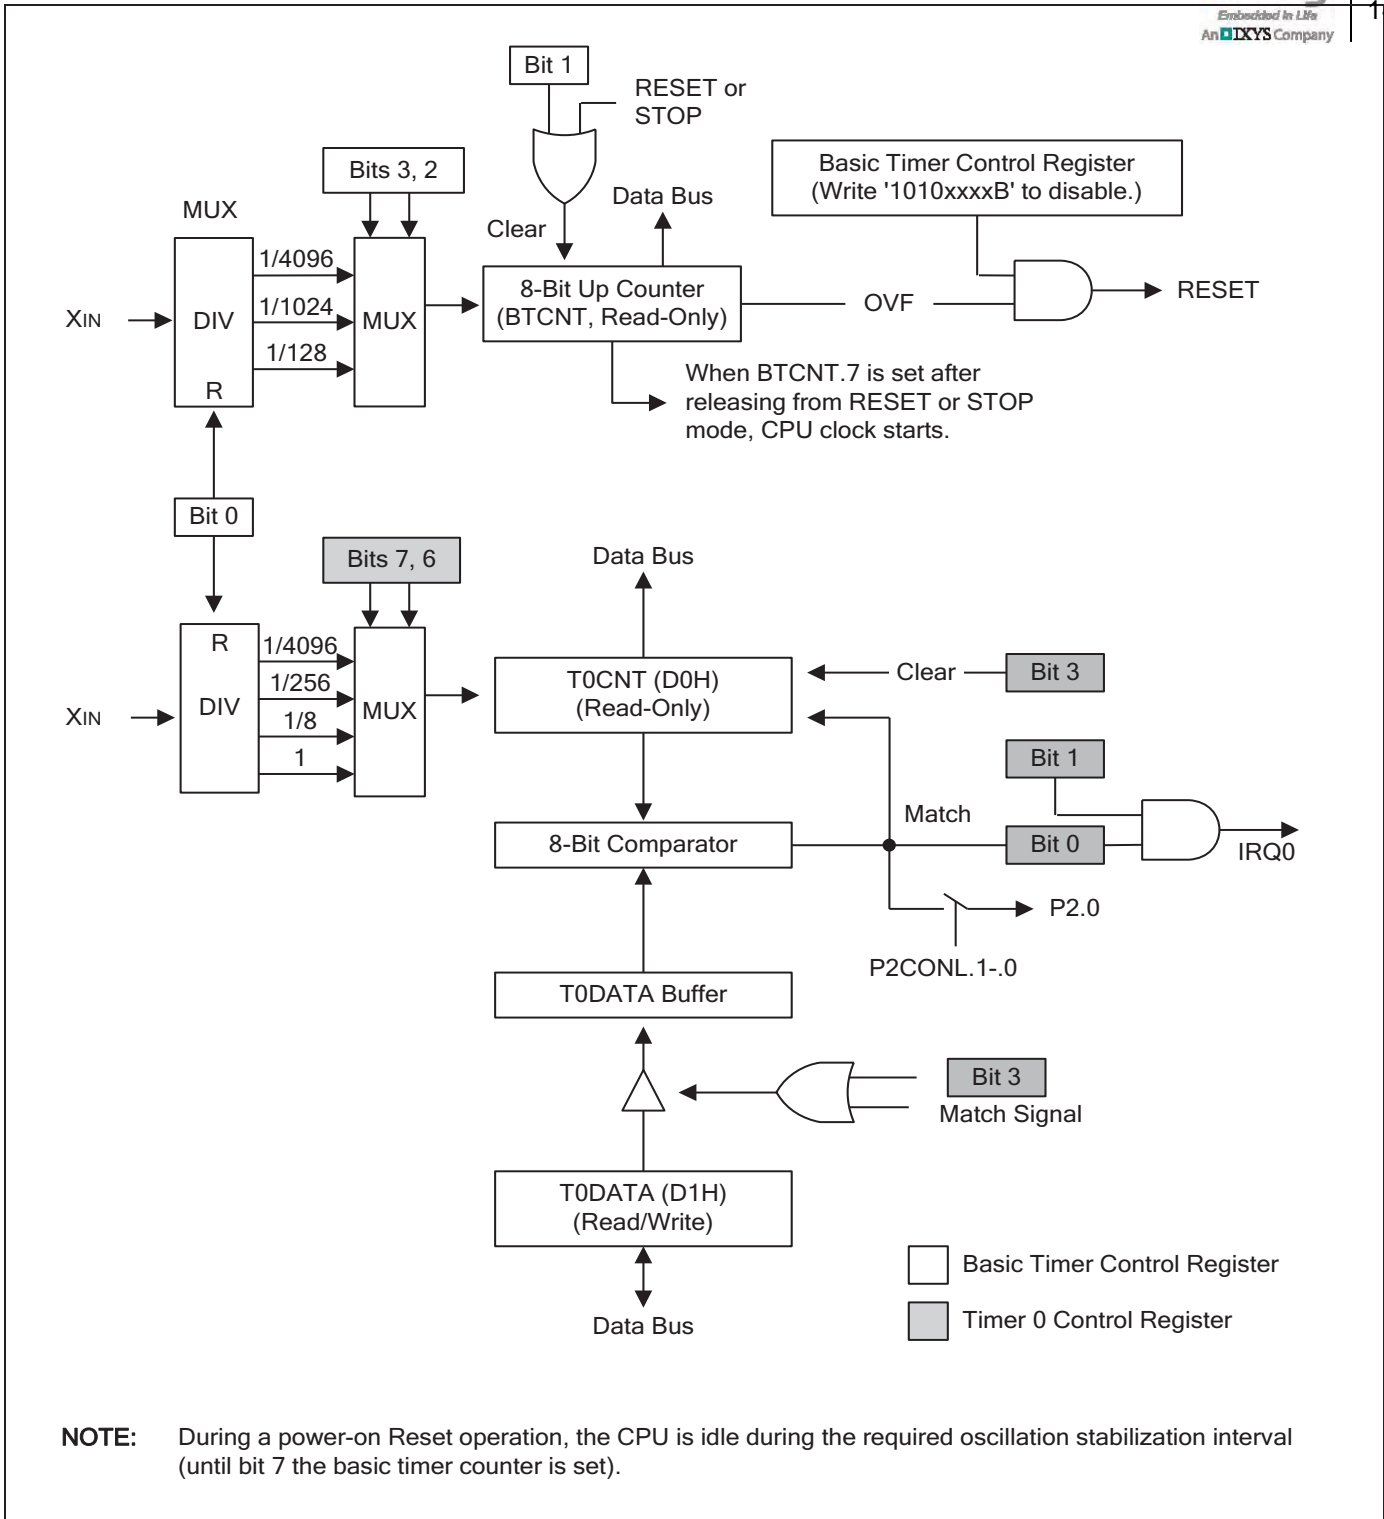 Embedded in Life
An IXYS Company
Bit 1
RESET or
STOP
Bits 3, 2
Basic Timer Control Register
(Write '1010xxxxB' to disable.)
Data Bus
MUX
Clear
1/4096
1/1024
1/128
XIN
DIV
R
MUX
8-Bit Up Counter
(BTCNT, Read-Only)
OVF
RESET
When BTCNT.7 is set after
releasing from RESET or STOP
mode, CPU clock starts.
Bit 0
Bits 7, 6
Data Bus
R
1/4096
1/256
1/8
1
XIN
DIV
MUX
T0CNT (D0H)
(Read-Only)
Clear
Bit 3
Bit 1
Match
8-Bit Comparator
Bit 0
IRQ0
P2.0
P2CONL.1-.0
T0DATA Buffer
Bit 3
Match Signal
T0DATA (D1H)
(Read/Write)
Data Bus
Basic Timer Control Register
Timer 0 Control Register
NOTE: During a power-on Reset operation, the CPU is idle during the required oscillation stabilization interval
(until bit 7 the basic timer counter is set).